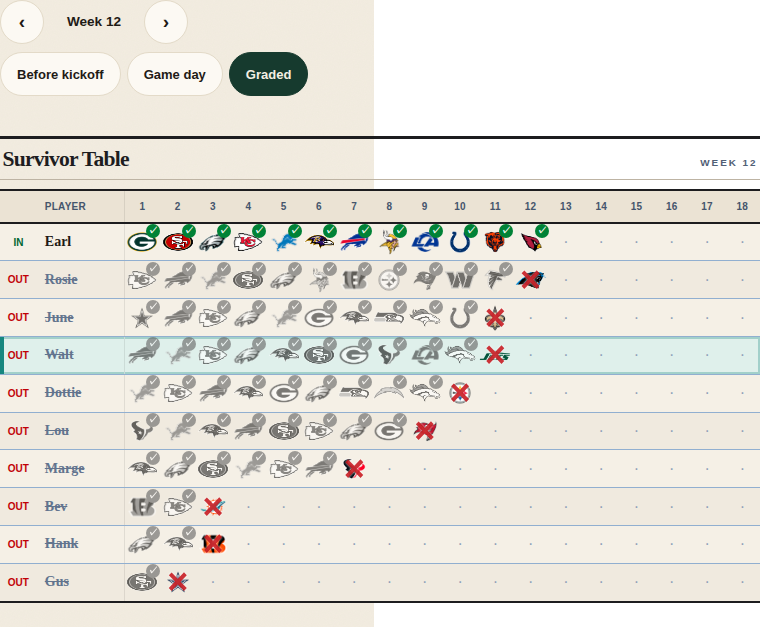 ‹ Week 12 ›
Before kickoff Game day Graded
Survivor Table WEEK 12
PLAYER 1 2 3 4 5 6 7 8 9 10 11 12 13 14 15 16 17 18
IN Earl
OUT Rosie
OUT June
OUT Walt
OUT Dottie
OUT Lou
OUT Marge
OUT Bev
OUT Hank
OUT Gus